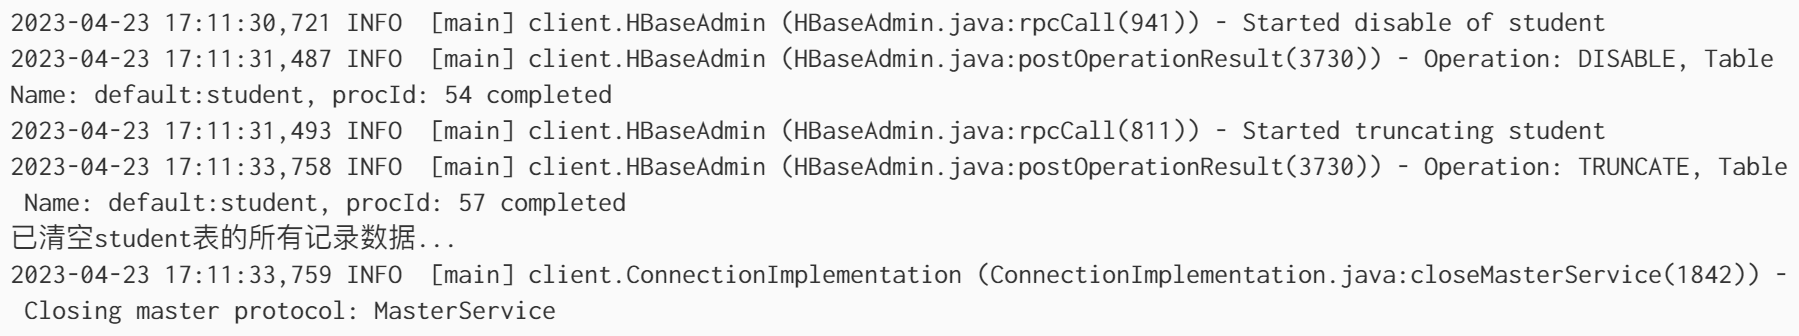 2023-04-23 17:11:30,721 INFO  [main] client.HBaseAdmin (HBaseAdmin.java:rpcCall(941)) - Started disable of student
2023-04-23 17:11:31,487 INFO  [main] client.HBaseAdmin (HBaseAdmin.java:postOperationResult(3730)) - Operation: DISABLE, Table
Name: default:student, procId: 54 completed
2023-04-23 17:11:31,493 INFO  [main] client.HBaseAdmin (HBaseAdmin.java:rpcCall(811)) - Started truncating student
2023-04-23 17:11:33,758 INFO  [main] client.HBaseAdmin (HBaseAdmin.java:postOperationResult(3730)) - Operation: TRUNCATE, Table
 Name: default:student, procId: 57 completed
已清空student表的所有记录数据...
2023-04-23 17:11:33,759 INFO  [main] client.ConnectionImplementation (ConnectionImplementation.java:closeMasterService(1842)) -
 Closing master protocol: MasterService